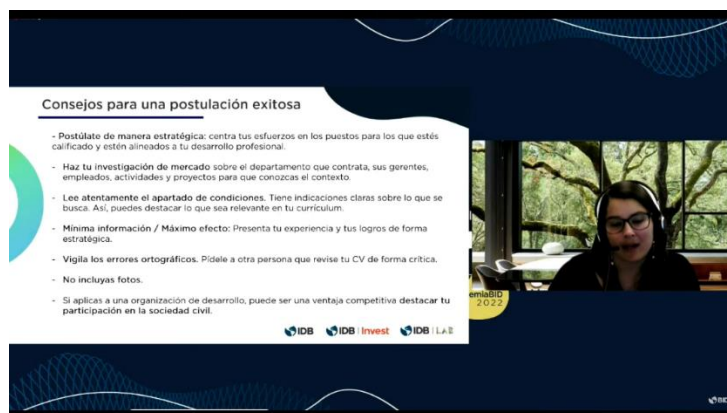 Consejos para una postulación exitosa
- Postúlate de manera estratégica: centra tus esfuerzos en los puestos para los que estés
calificado y estén alineados a tu desarrollo profesional.
- Haz tu investigación de mercado sobre el departamento que contrata, sus gerentes,
empleados, actividades y proyectos para que conozcas el contexto.
- Lee atentamente el apartado de condiciones. Tiene indicaciones claras sobre lo que se
busca. Así, puedes destacar lo que sea relevante en tu currículum.
- Mínima información / Máximo efecto: Presenta tu experiencia y tus logros de forma
estratégica.
- Vigila los errores ortográficos. Pídele a otra persona que revise tu CV de forma crítica.
- No incluyas fotos.
- Si aplicas a una organización de desarrollo, puede ser una ventaja competitiva destacar tu
participación en la sociedad civil.
IDB IDB Invest IDB LAB
emiaBID
2022